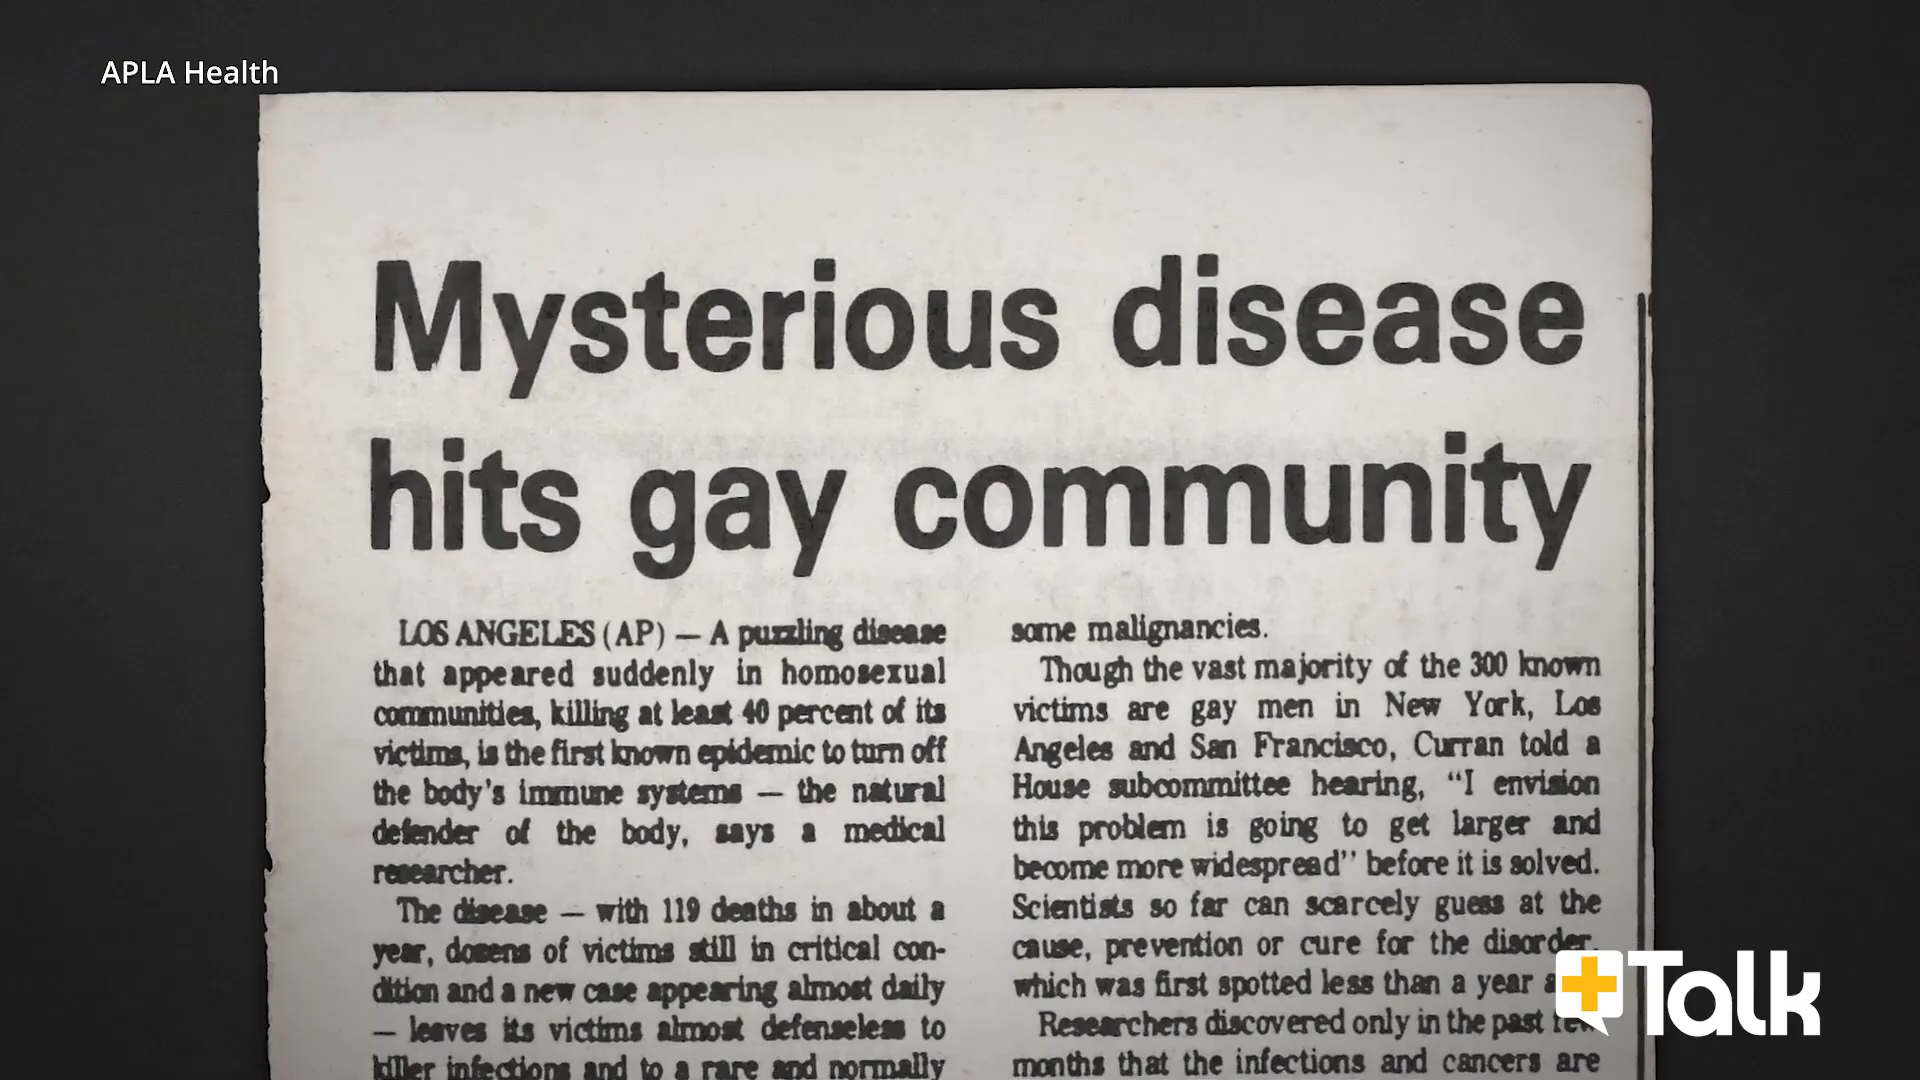 APLA Health
Mysterious disease
hits gay community
LOS ANGELES (AP) — A puzzling disease
that appeared suddenly in homosexual
communities, killing at least 40 percent of its
victims, is the first known epidemic to turn off
the body's immune systems — the natural
defender of the body, says a medical
researcher.
The disease — with 119 deaths in about a
year, dozens of victims still in critical con-
dition and a new case appearing almost daily
— leaves its victims almost defenseless to
killer infections and to a rare and normally
some malignancies.
Though the vast majority of the 300 known
victims are gay men in New York, Los
Angeles and San Francisco, Curran told a
House subcommittee hearing, "I envision
this problem is going to get larger and
become more widespread" before it is solved.
Scientists so far can scarcely guess at the
cause, prevention or cure for the disorder,
which was first spotted less than a year
Researchers discovered only in the past few
months that the infections and cancers are
Talk